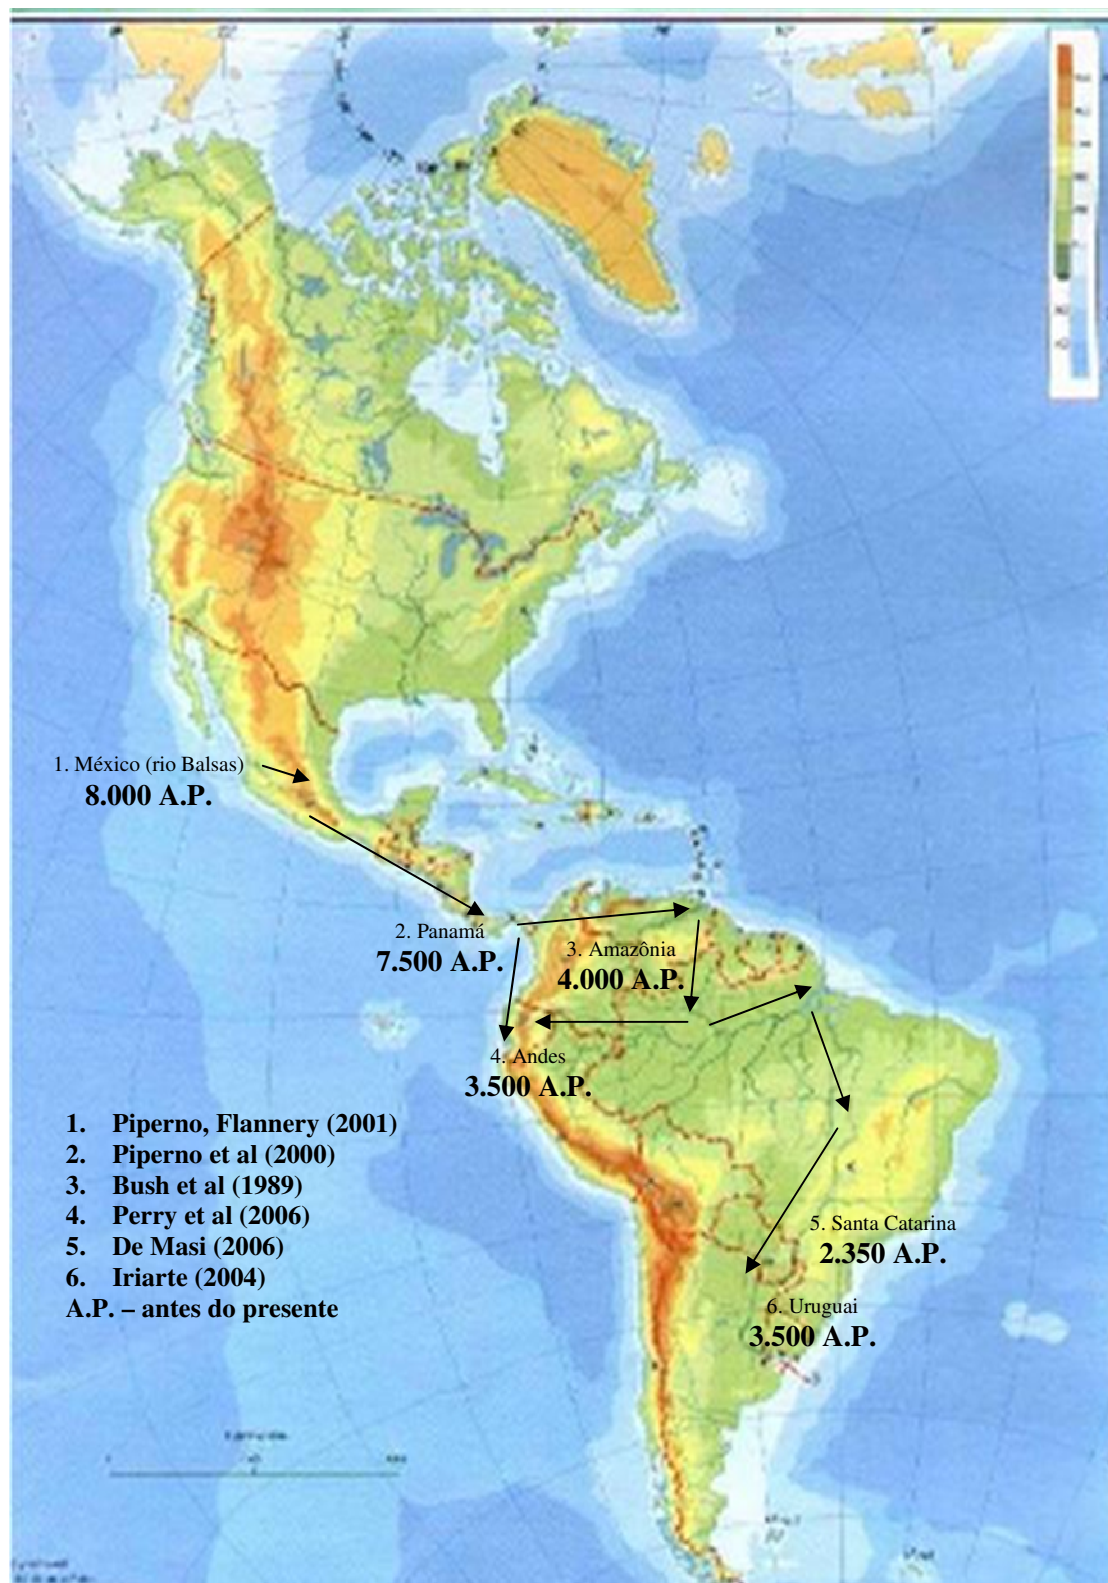 1. México (rio Balsas)
8.000 A.P.
2. Panamá
7.500 A.P.
3. Amazônia
4.000 A.P.
4. Andes
3.500 A.P.
1. Piperno, Flannery (2001)
2. Piperno et al (2000)
3. Bush et al (1989)
4. Perry et al (2006)
5. De Masi (2006)
6. Iriarte (2004)
A.P. – antes do presente
5. Santa Catarina
2.350 A.P.
6. Uruguai
3.500 A.P.